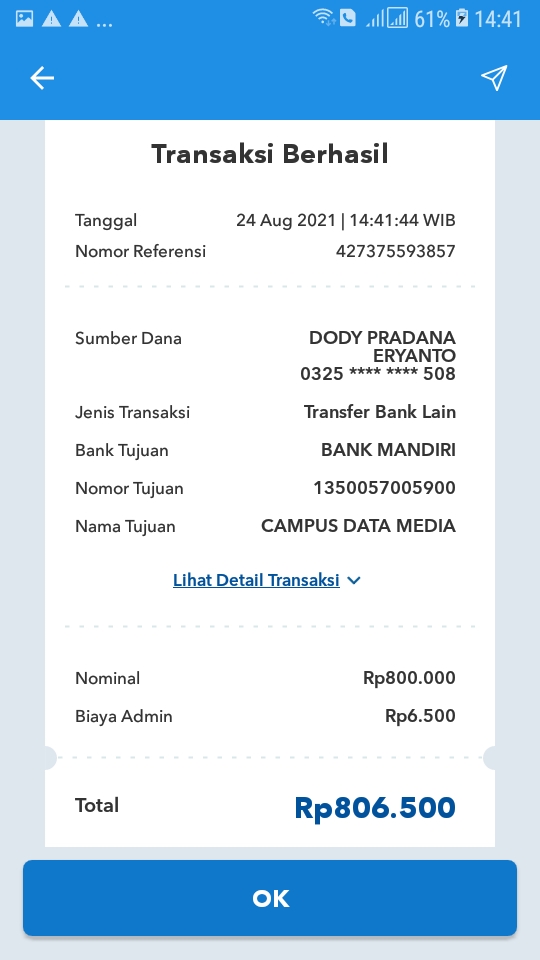 ... 61% 14:41
Transaksi Berhasil
Tanggal 24 Aug 2021 | 14:41:44 WIB
Nomor Referensi 427375593857
Sumber Dana DODY PRADANA
ERYANTO
0325 **** **** 508
Jenis Transaksi Transfer Bank Lain
Bank Tujuan BANK MANDIRI
Nomor Tujuan 1350057005900
Nama Tujuan CAMPUS DATA MEDIA
Lihat Detail Transaksi
Nominal Rp800.000
Biaya Admin Rp6.500
Total Rp806.500
OK